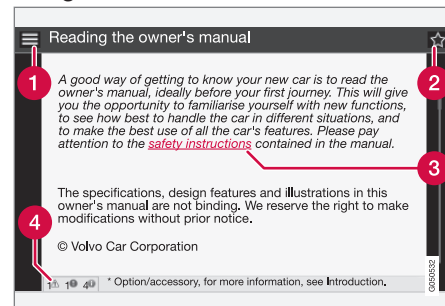 Reading the owner's manual
1
2
A good way of getting to know your new car is to read the
owner's manual, ideally before your first journey. This will give
you the opportunity to familiarise yourself with new functions,
to see how best to handle the car in different situations, and
to make the best use of all the car's features. Please pay
attention to the safety instructions contained in the manual.
3
The specifications, design features and illustrations in this
owner's manual are not binding. We reserve the right to make
modifications without prior notice.
4
© Volvo Car Corporation
1 1 4 * Option/accessory, for more information, see Introduction.
G050532